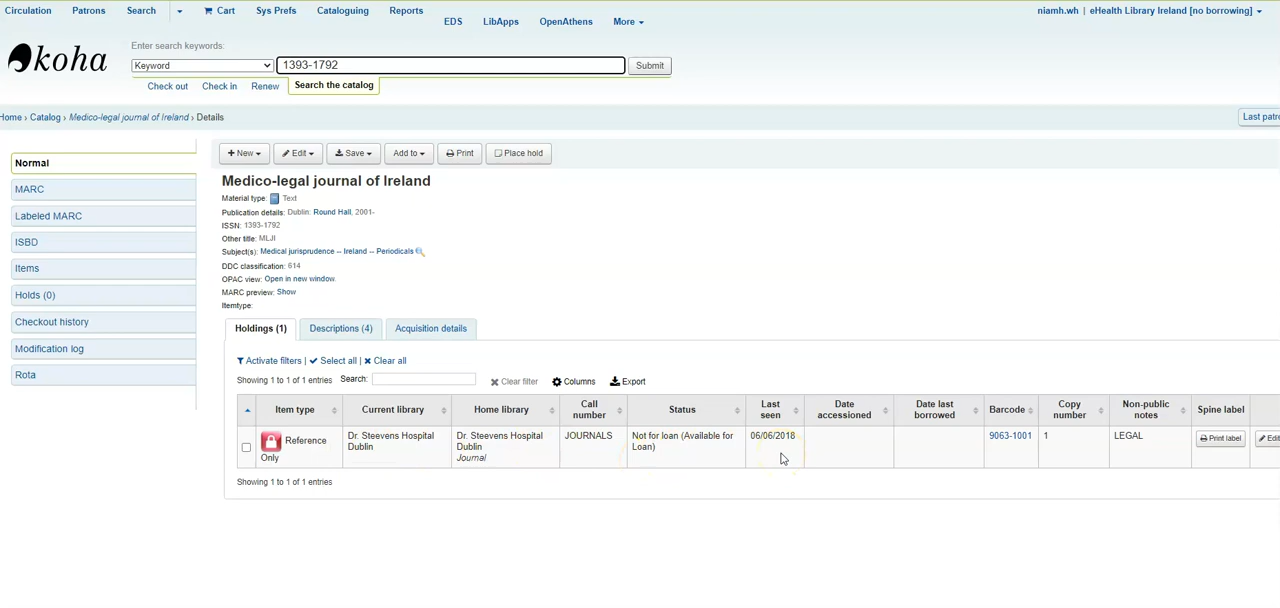 Circulation Patrons Search Cart Sys Prefs Cataloguing Reports
EDS LibApps OpenAthens More
niamh.wh | eHealth Library Ireland [no borrowing]
koha
Enter search keywords:
Keyword 1393-1792 Submit
Check out Check in Renew Search the catalog
Home › Catalog › Medico-legal journal of Ireland › Details
Last patr
Normal
MARC
Labeled MARC
ISBD
Items
Holds (0)
Checkout history
Modification log
Rota
+ New Edit Save Add to Print Place hold
Medico-legal journal of Ireland
Material type: Text
Publication details: Dublin: Round Hall, 2001-
ISSN: 1393-1792
Other title: MLJI
Subject(s): Medical jurisprudence -- Ireland -- Periodicals
DDC classification: 614
OPAC view: Open in new window.
MARC preview: Show
Itemtype:
Holdings (1) Descriptions (4) Acquisition details
Activate filters | Select all | Clear all
Showing 1 to 1 of 1 entries Search: Clear filter Columns Export
Item type Current library Home library Call number Status Last seen Date accessioned Date last borrowed Barcode Copy number Non-public notes Spine label
Reference Only Dr. Steevens Hospital Dublin Dr. Steevens Hospital Dublin Journal JOURNALS Not for loan (Available for Loan) 06/06/2018 9063-1001 1 LEGAL Print label Edit
Showing 1 to 1 of 1 entries